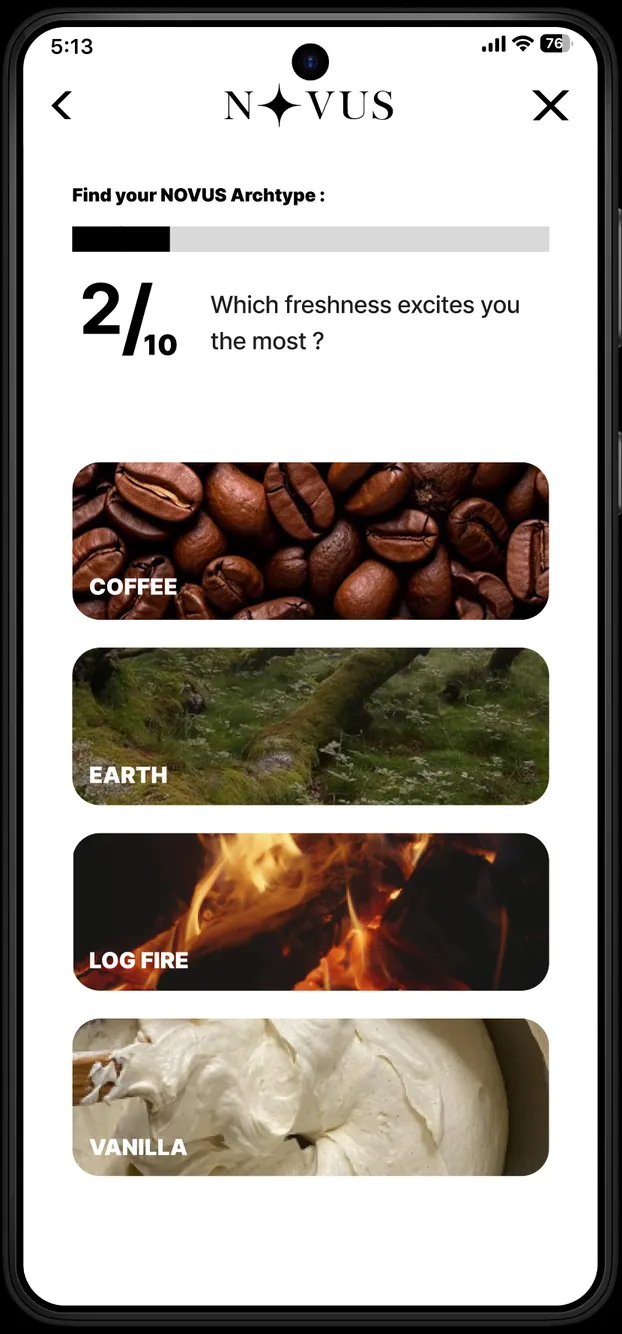 5:13
76
N✦VUS
Find your NOVUS Archtype :
2/10
Which freshness excites you
the most ?
COFFEE
EARTH
LOG FIRE
VANILLA